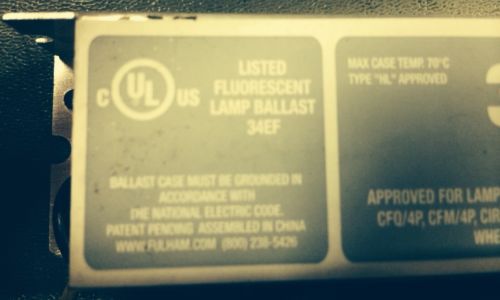 C UL US
LISTED
FLUORESCENT
LAMP BALLAST
34EF
BALLAST CASE MUST BE GROUNDED IN
ACCORDANCE WITH
THE NATIONAL ELECTRIC CODE.
PATENT PENDING ASSEMBLED IN CHINA
WWW.FULHAM.COM (800) 238-5426
MAX CASE TEMP. 70°C
TYPE "HL" APPROVED
APPROVED FOR LAMP
CFQ/4P, CFM/4P,
WHE